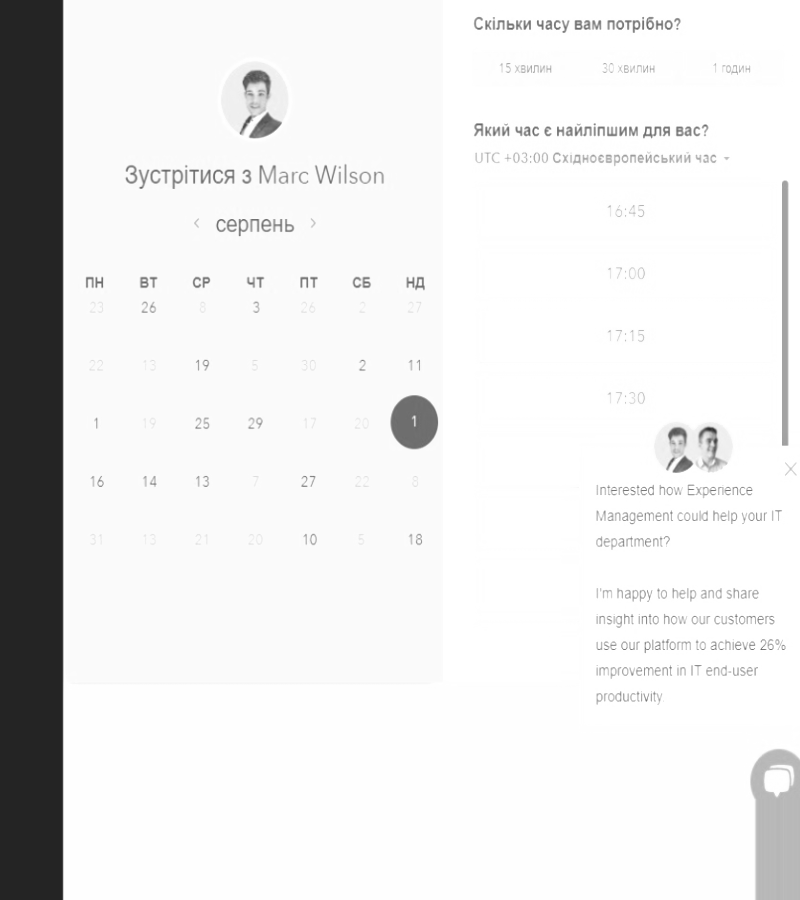 Зустрітися з Marc Wilson
< серпень >
ПН ВТ СР ЧТ ПТ СБ НД
23 26 8 3 26 2 27
22 13 19 5 30 2 11
1 19 25 29 17 20 1
16 14 13 7 27 22 8
31 13 21 20 10 5 18
Скільки часу вам потрібно?
15 хвилин 30 хвилин 1 годин
Який час є найліпшим для вас?
UTC +03:00 Східноєвропейський час
16:45
17:00
17:15
17:30
Interested how Experience
Management could help your IT
department?
I'm happy to help and share
insight into how our customers
use our platform to achieve 26%
improvement in IT end-user
productivity